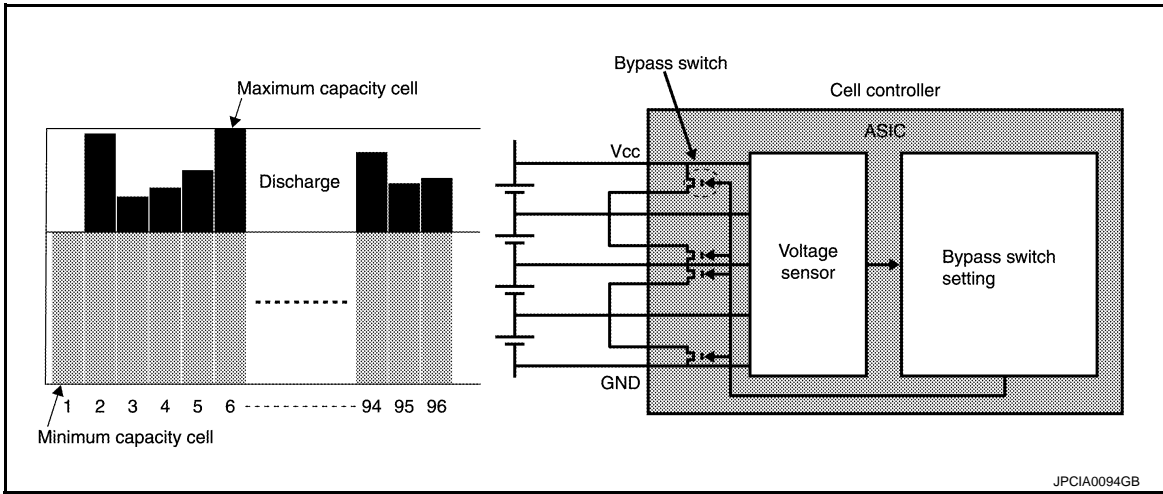 Maximum capacity cell
Discharge
1 2 3 4 5 6 94 95 96
Minimum capacity cell
Bypass switch
Cell controller
ASIC
Vcc
Voltage
sensor
Bypass switch
setting
GND
JPCIA0094GB